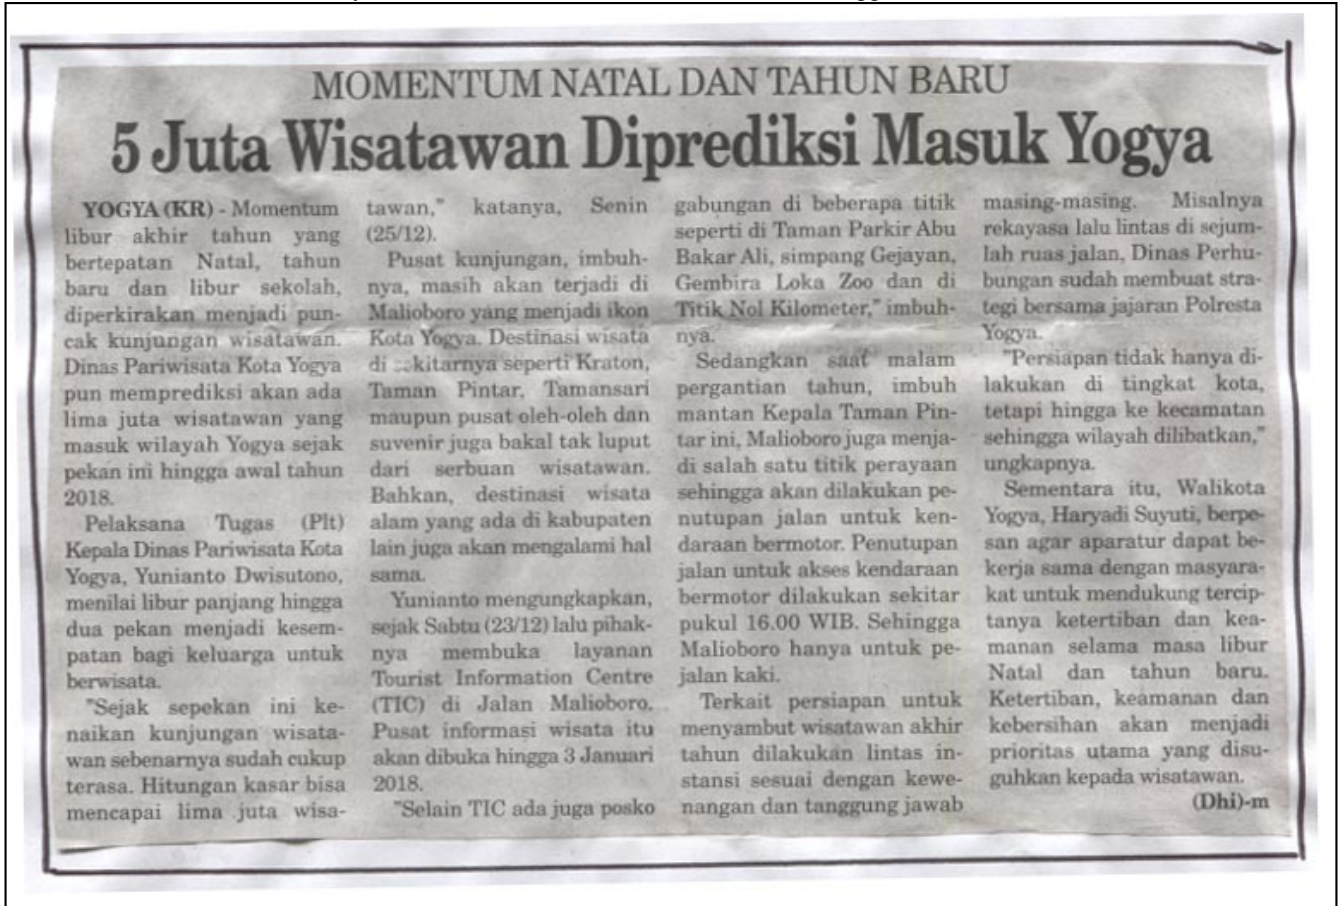 MOMENTUM NATAL DAN TAHUN BARU
5 Juta Wisatawan Diprediksi Masuk Yogya
YOGYA (KR) - Momentum
libur akhir tahun yang
bertepatan Natal, tahun
baru dan libur sekolah,
diperkirakan menjadi pun-
cak kunjungan wisatawan.
Dinas Pariwisata Kota Yogya
pun memprediksi akan ada
lima juta wisatawan yang
masuk wilayah Yogya sejak
pekan ini hingga awal tahun
2018.
Pelaksana Tugas (Plt)
Kepala Dinas Pariwisata Kota
Yogya, Yunianto Dwisutono,
menilai libur panjang hingga
dua pekan menjadi kesem-
patan bagi keluarga untuk
berwisata.
"Sejak sepekan ini ke-
naikan kunjungan wisata-
wan sebenarnya sudah cukup
terasa. Hitungan kasar bisa
mencapai lima juta wisa-
tawan," katanya, Senin
(25/12).
Pusat kunjungan, imbuh-
nya, masih akan terjadi di
Malioboro yang menjadi ikon
Kota Yogya. Destinasi wisata
di sekitarnya seperti Kraton,
Taman Pintar, Tamansari
maupun pusat oleh-oleh dan
suvenir juga bakal tak luput
dari serbuan wisatawan.
Bahkan, destinasi wisata
alam yang ada di kabupaten
lain juga akan mengalami hal
sama.
Yunianto mengungkapkan,
sejak Sabtu (23/12) lalu pihak-
nya membuka layanan
Tourist Information Centre
(TIC) di Jalan Malioboro.
Pusat informasi wisata itu
akan dibuka hingga 3 Januari
2018.
"Selain TIC ada juga posko
gabungan di beberapa titik
seperti di Taman Parkir Abu
Bakar Ali, simpang Gejayan,
Gembira Loka Zoo dan di
Titik Nol Kilometer," imbuh-
nya.
Sedangkan saat malam
pergantian tahun, imbuh
mantan Kepala Taman Pin-
tar ini, Malioboro juga menja-
di salah satu titik perayaan
sehingga akan dilakukan pe-
nutupan jalan untuk ken-
daraan bermotor. Penutupan
jalan untuk akses kendaraan
bermotor dilakukan sekitar
pukul 16.00 WIB. Sehingga
Malioboro hanya untuk pe-
jalan kaki.
Terkait persiapan untuk
menyambut wisatawan akhir
tahun dilakukan lintas in-
stansi sesuai dengan kewe-
nangan dan tanggung jawab
masing-masing. Misalnya
rekayasa lalu lintas di sejum-
lah ruas jalan, Dinas Perhu-
bungan sudah membuat stra-
tegi bersama jajaran Polresta
Yogya.
"Persiapan tidak hanya di-
lakukan di tingkat kota,
tetapi hingga ke kecamatan
sehingga wilayah dilibatkan,"
ungkapnya.
Sementara itu, Walikota
Yogya, Haryadi Suyuti, berpe-
san agar aparatur dapat be-
kerja sama dengan masyara-
kat untuk mendukung tercip-
tanya ketertiban dan kea-
manan selama masa libur
Natal dan tahun baru.
Ketertiban, keamanan dan
kebersihan akan menjadi
prioritas utama yang disu-
guhkan kepada wisatawan.
(Dhi)-m